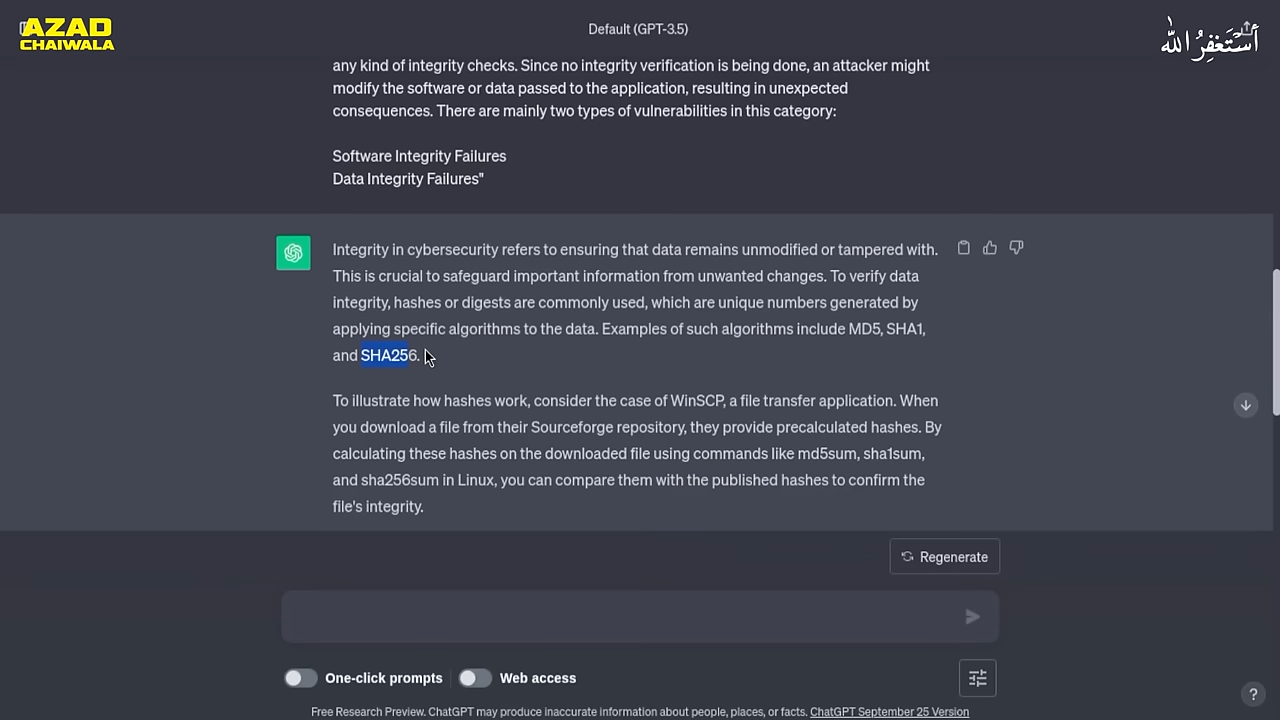 AZAD
CHAIWALA
Default (GPT-3.5)
أَسْتَغْفِرُ اللّٰه
any kind of integrity checks. Since no integrity verification is being done, an attacker might
modify the software or data passed to the application, resulting in unexpected
consequences. There are mainly two types of vulnerabilities in this category:
Software Integrity Failures
Data Integrity Failures"
Integrity in cybersecurity refers to ensuring that data remains unmodified or tampered with.
This is crucial to safeguard important information from unwanted changes. To verify data
integrity, hashes or digests are commonly used, which are unique numbers generated by
applying specific algorithms to the data. Examples of such algorithms include MD5, SHA1,
and SHA256.
To illustrate how hashes work, consider the case of WinSCP, a file transfer application. When
you download a file from their Sourceforge repository, they provide precalculated hashes. By
calculating these hashes on the downloaded file using commands like md5sum, sha1sum,
and sha256sum in Linux, you can compare them with the published hashes to confirm the
file's integrity.
Regenerate
One-click prompts
Web access
Free Research Preview. ChatGPT may produce inaccurate information about people, places, or facts. ChatGPT September 25 Version
?